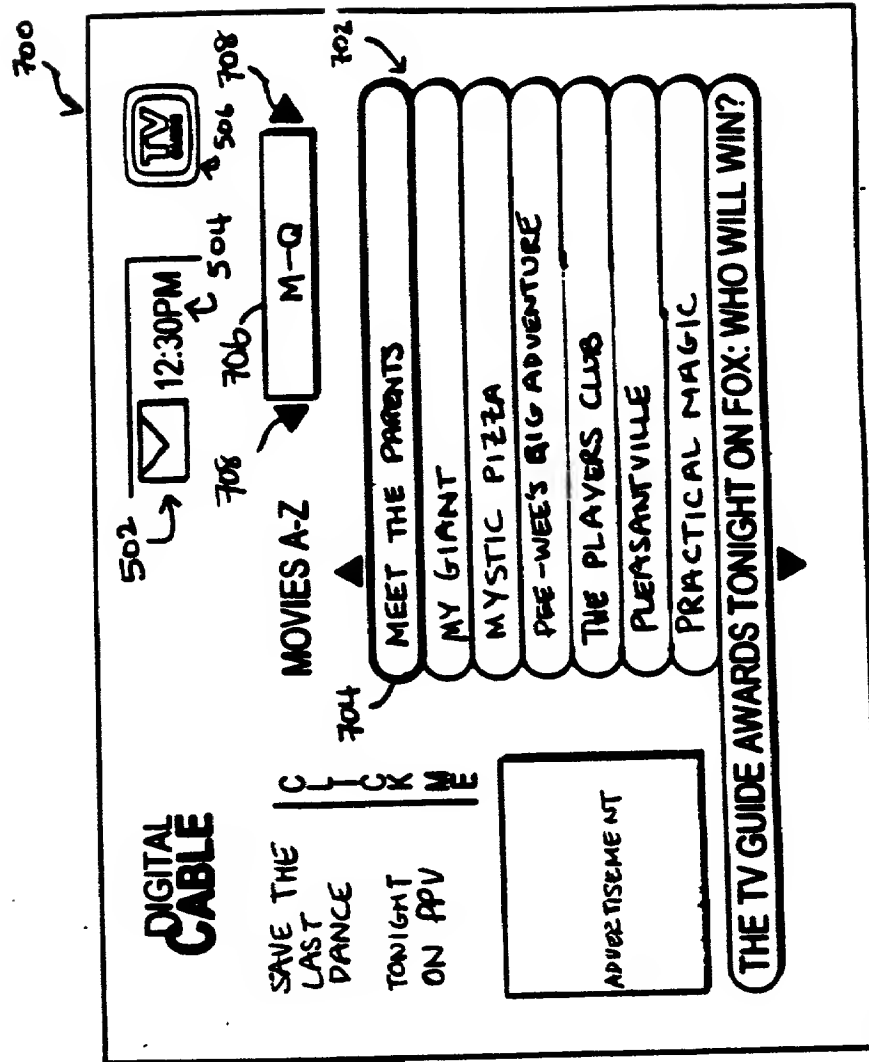 700
DIGITAL
CABLE
502
12:30PM
504
TV
506
SAVE THE
LAST
DANCE
TONIGHT
ON PPV
CLICK
ME
MOVIES A-Z
708
706
M-Q
708
702
704
MEET THE PARENTS
MY GIANT
MYSTIC PIZZA
PEE-WEE'S BIG ADVENTURE
THE PLAYERS CLUB
PLEASANTVILLE
PRACTICAL MAGIC
ADVERTISEMENT
THE TV GUIDE AWARDS TONIGHT ON FOX: WHO WILL WIN?